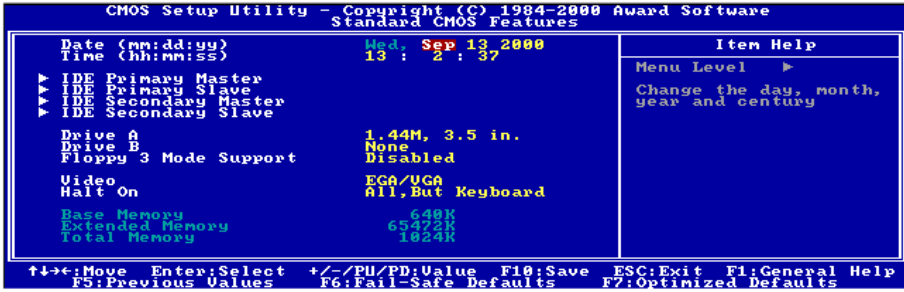 CMOS Setup Utility - Copyright (C) 1984-2000 Award Software
Standard CMOS Features
Date (mm:dd:yy) Wed, Sep 13 2000
Time (hh:mm:ss) 13 : 2 : 37
► IDE Primary Master
► IDE Primary Slave
► IDE Secondary Master
► IDE Secondary Slave
Drive A 1.44M, 3.5 in.
Drive B None
Floppy 3 Mode Support Disabled
Video EGA/VGA
Halt On All,But Keyboard
Base Memory 640K
Extended Memory 65472K
Total Memory 1024K
Item Help
Menu Level ►
Change the day, month,
year and century
↑↓→←:Move Enter:Select +/-/PU/PD:Value F10:Save ESC:Exit F1:General Help
F5:Previous Values F6:Fail-Safe Defaults F7:Optimized Defaults